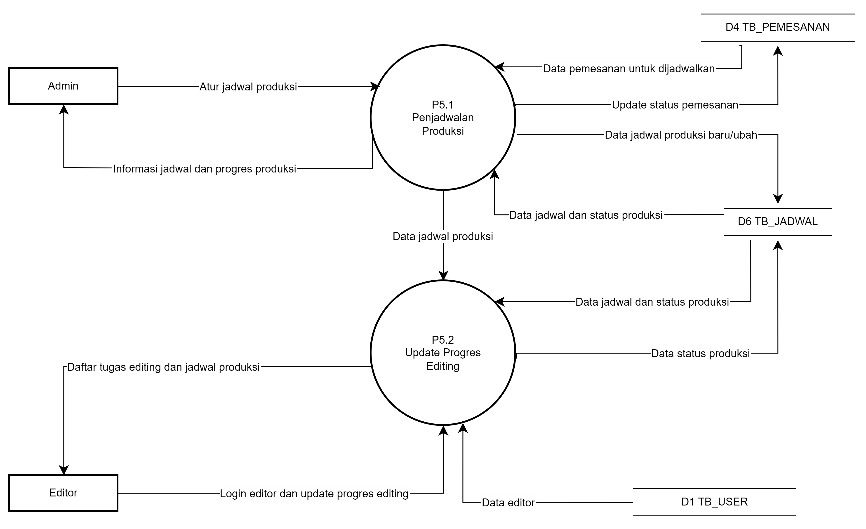 D4 TB_PEMESANAN
Data pemesanan untuk dijadwalkan
Admin
Atur jadwal produksi
P5.1
Penjadwalan
Produksi
Update status pemesanan
Data jadwal produksi baru/ubah
Informasi jadwal dan progres produksi
Data jadwal dan status produksi
D6 TB_JADWAL
Data jadwal produksi
Data jadwal dan status produksi
P5.2
Update Progres
Editing
Data status produksi
Daftar tugas editing dan jadwal produksi
Editor
Login editor dan update progres editing
Data editor
D1 TB_USER